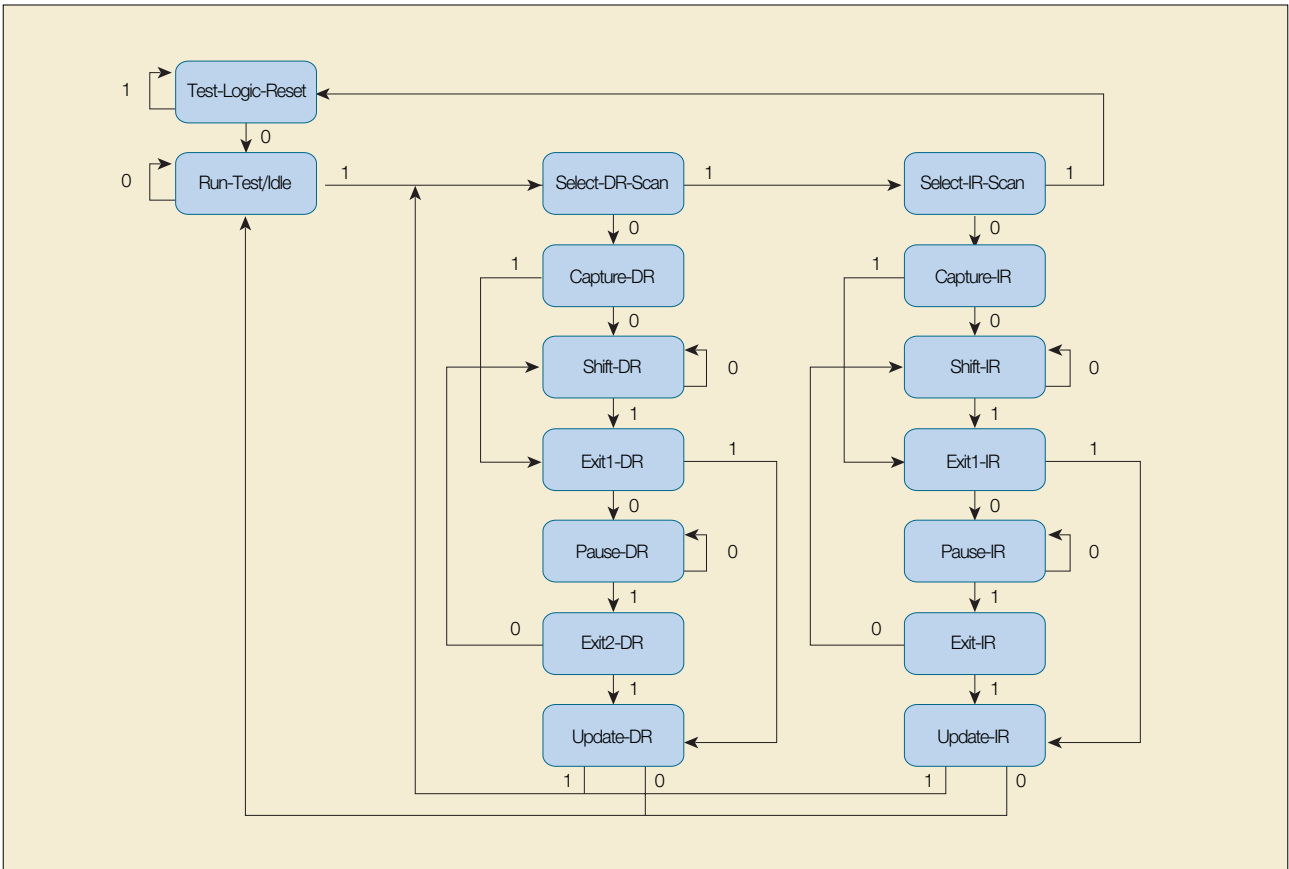 1
Test-Logic-Reset
0
0
Run-Test/Idle
1
Select-DR-Scan
1
Select-IR-Scan
1
0
0
1
Capture-DR
1
Capture-IR
0
0
Shift-DR
0
Shift-IR
0
1
1
Exit1-DR
1
Exit1-IR
1
0
0
Pause-DR
0
Pause-IR
0
1
1
0
Exit2-DR
0
Exit-IR
1
1
Update-DR
Update-IR
1
0
1
0